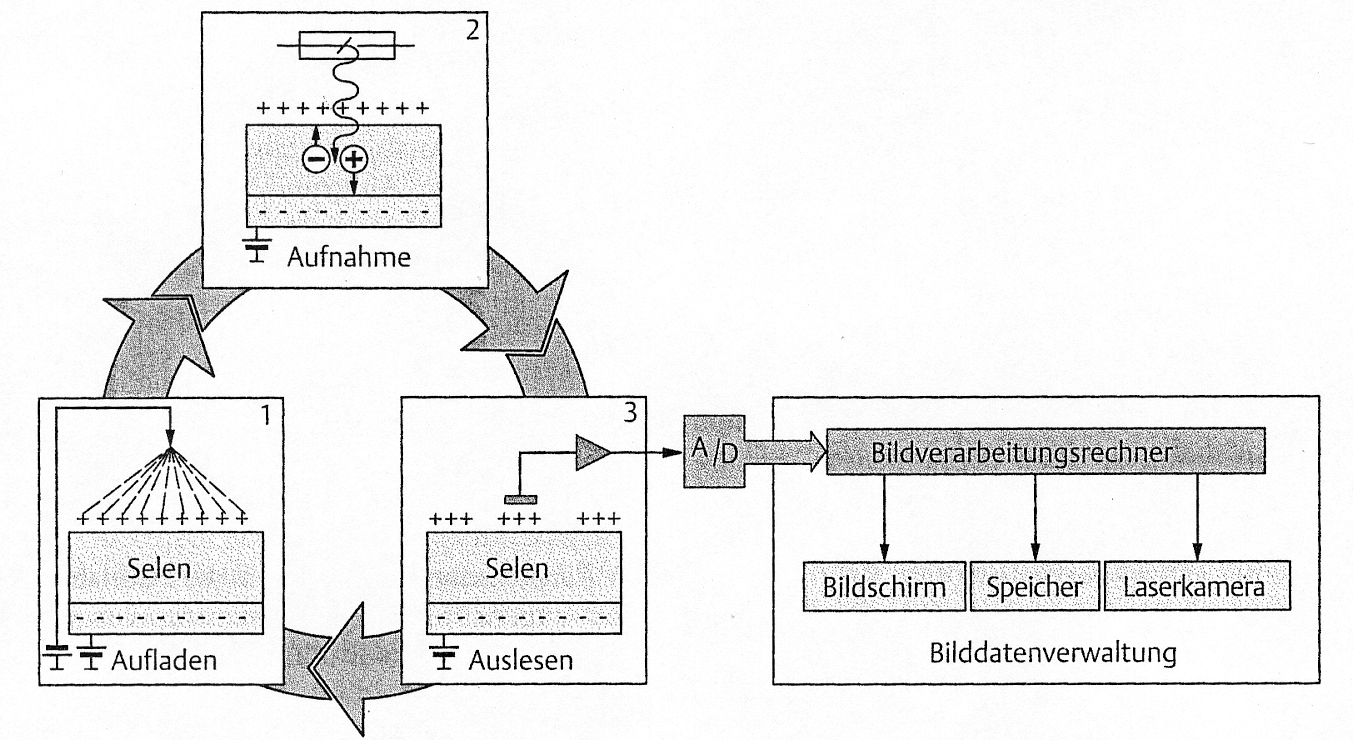 2
Aufnahme
1
Selen
Aufladen
3
Selen
Auslesen
A/D
Bildverarbeitungsrechner
Bildschirm
Speicher
Laserkamera
Bilddatenverwaltung